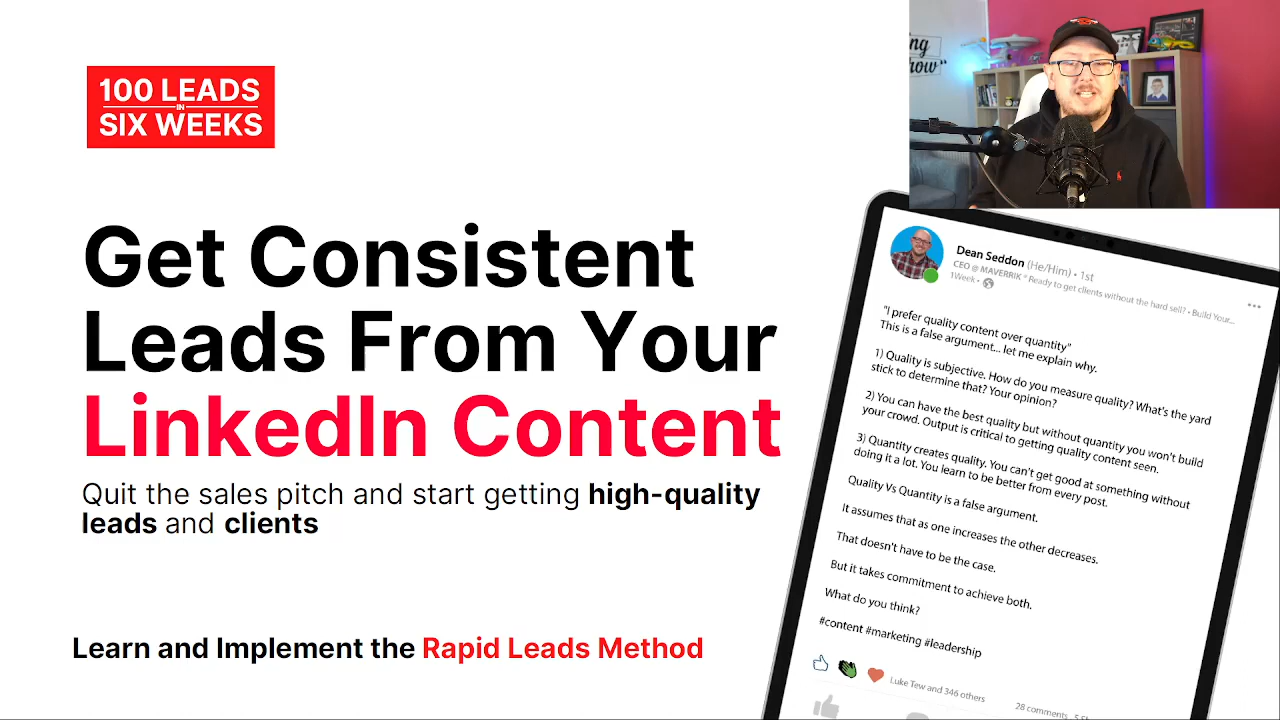 100 LEADS
IN
SIX WEEKS
Get Consistent
Leads From Your
LinkedIn Content
Quit the sales pitch and start getting high-quality
leads and clients
Learn and Implement the Rapid Leads Method
ng
how“
Dean Seddon (He/Him) • 1st
CEO @ MAVERRIK ® Ready to get clients without the hard sell? • Build Your...
1Week •
"I prefer quality content over quantity"
This is a false argument... let me explain why.
1) Quality is subjective. How do you measure quality? What's the yard
stick to determine that? Your opinion?
2) You can have the best quality but without quantity you won't build
your crowd. Output is critical to getting quality content seen.
3) Quantity creates quality. You can't get good at something without
doing it a lot. You learn to be better from every post.
Quality Vs Quantity is a false argument.
It assumes that as one increases the other decreases.
That doesn't have to be the case.
But it takes commitment to achieve both.
What do you think?
#content #marketing #leadership
Luke Tew and 346 others
28 comments